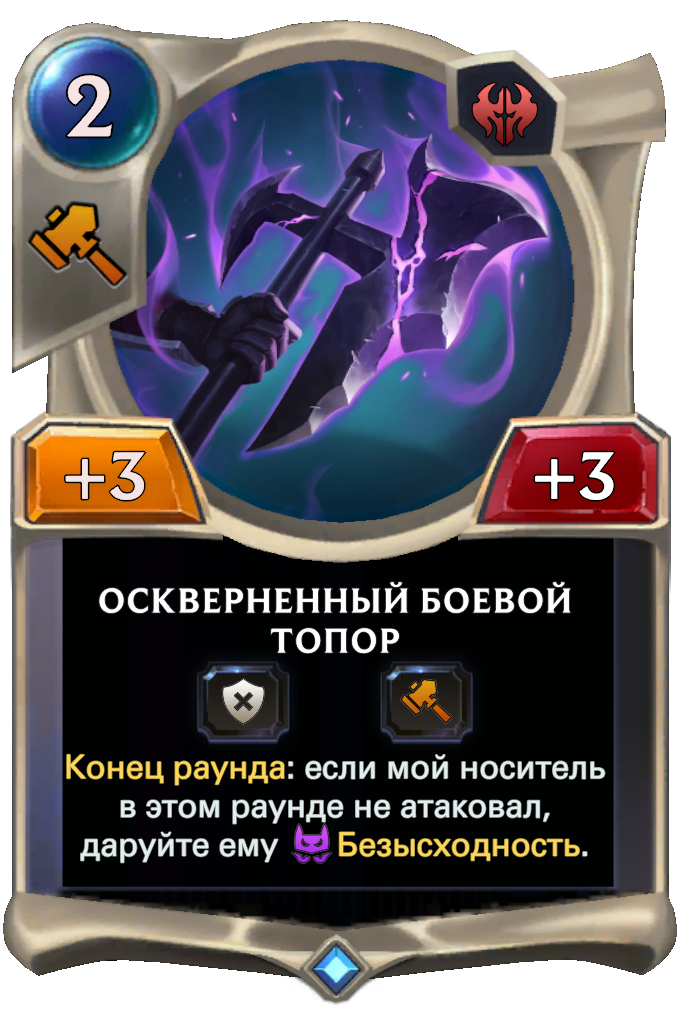 2
+3
+3
ОСКВЕРНЕННЫЙ БОЕВОЙ
ТОПОР
Конец раунда: если мой носитель
в этом раунде не атаковал,
даруйте ему Безысходность.